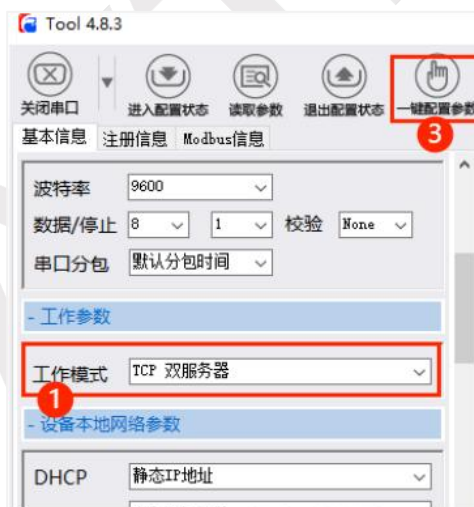 Tool 4.8.3
关闭串口 进入配置状态 读取参数 退出配置状态 一键配置参数
3
基本信息 注册信息 Modbus信息
波特率 9600
数据/停止 8 1 校验 None
串口分包 默认分包时间
- 工作参数
工作模式 TCP 双服务器
1
- 设备本地网络参数
DHCP 静态IP地址